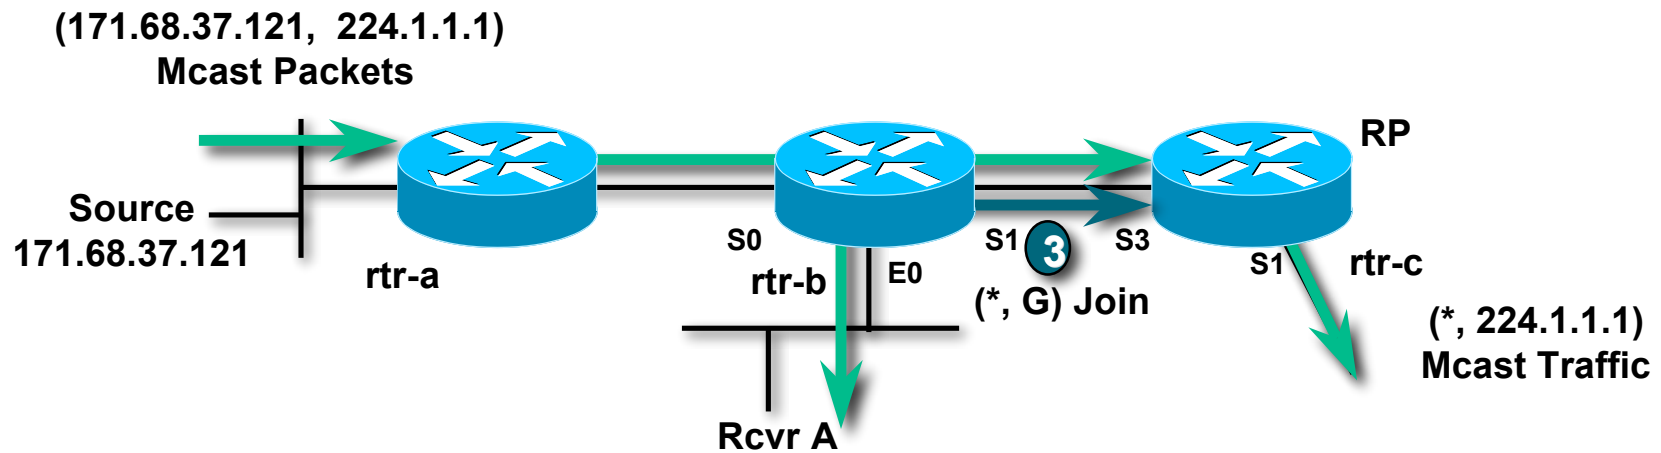 (171.68.37.121, 224.1.1.1)
Mcast Packets
RP
Source
171.68.37.121
rtr-a
S0
rtr-b
E0
S1
3
S3
(*, G) Join
S1
rtr-c
(*, 224.1.1.1)
Mcast Traffic
Rcvr A